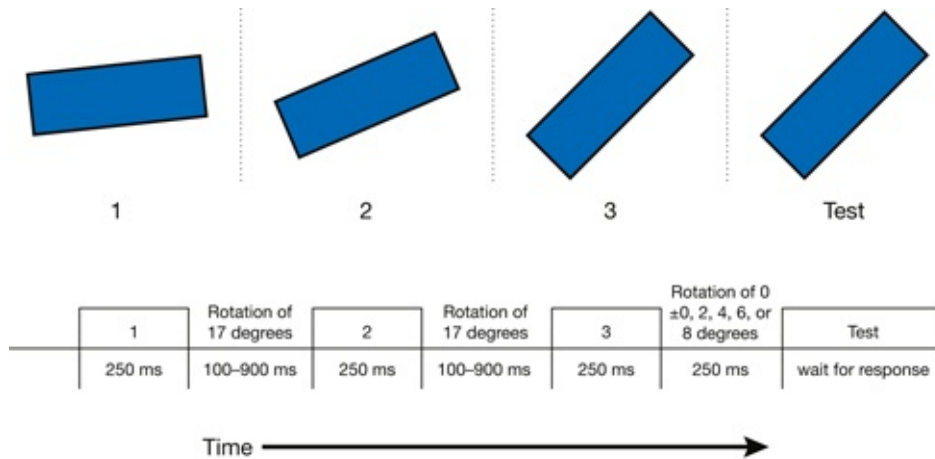 1
2
3
Test
Rotation of
17 degrees
Rotation of
17 degrees
Rotation of 0
±0, 2, 4, 6, or
8 degrees
1
2
3
Test
250 ms
100–900 ms
250 ms
100–900 ms
250 ms
250 ms
wait for response
Time